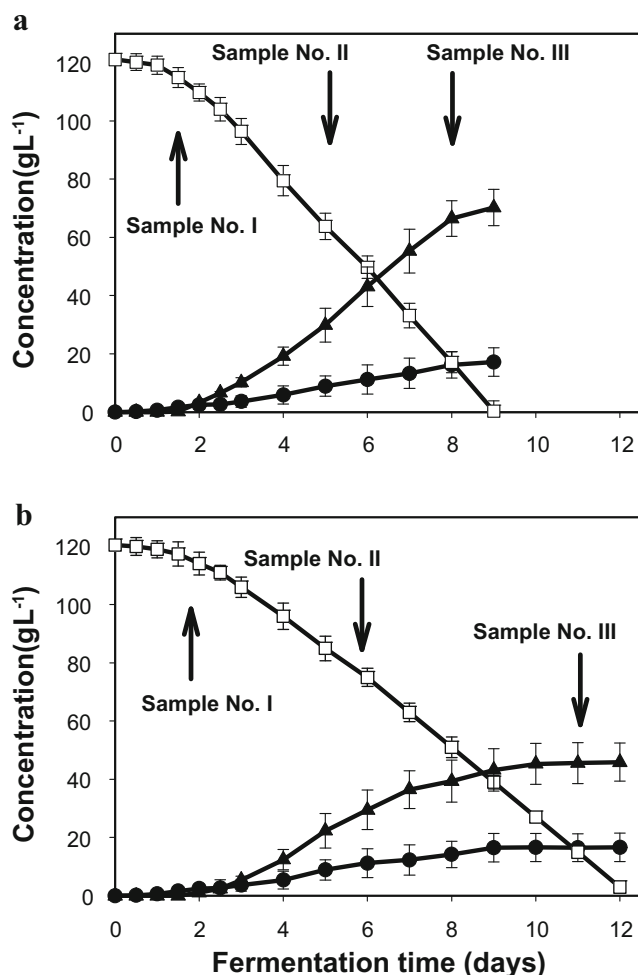 a
Sample No. II
Sample No. III
120
100
80
60
40
20
0
Concentration(gL⁻¹)
Sample No. I
0 2 4 6 8 10 12
b
Sample No. II
Sample No. III
120
100
80
60
40
20
0
Concentration(gL⁻¹)
Sample No. I
0 2 4 6 8 10 12
Fermentation time (days)